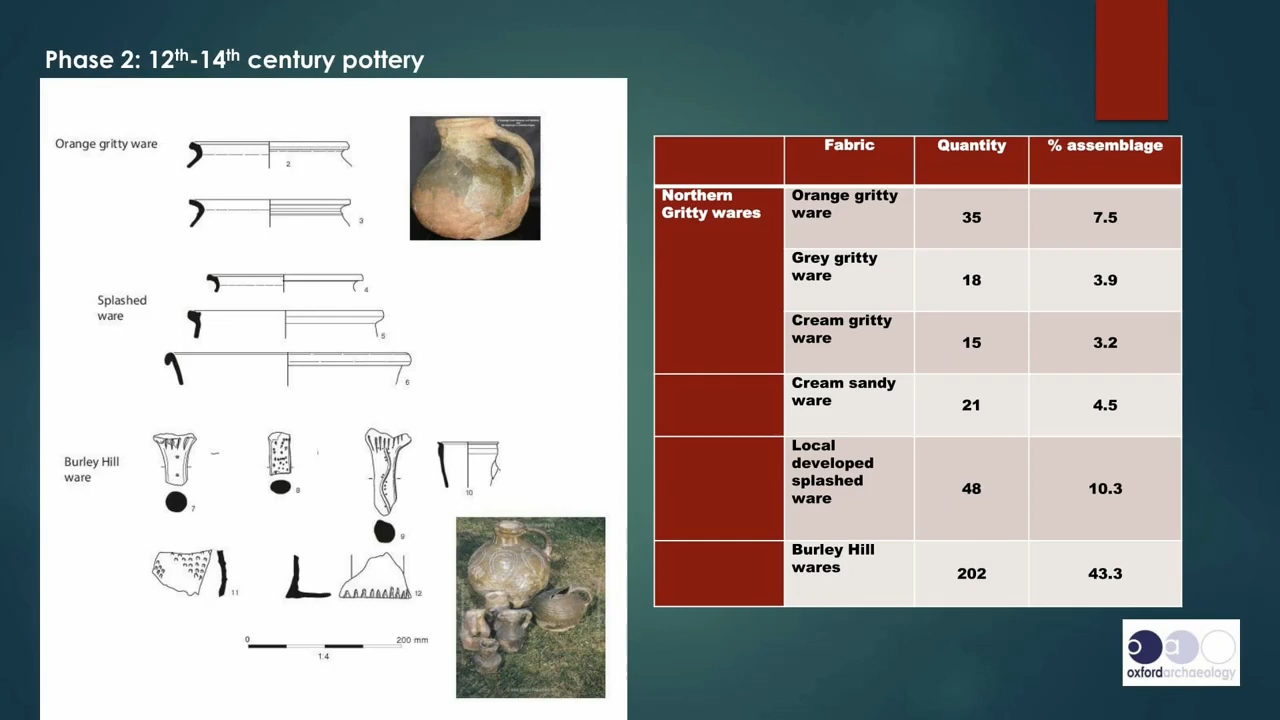 Phase 2: 12th-14th century pottery
Orange gritty ware
2
3
4
Splashed
ware
5
6
Burley Hill
ware
7
8
9
10
11
12
0
200 mm
1:4
Fabric
Quantity
% assemblage
Northern
Gritty wares
Orange gritty
ware
35
7.5
Grey gritty
ware
18
3.9
Cream gritty
ware
15
3.2
Cream sandy
ware
21
4.5
Local
developed
splashed
ware
48
10.3
Burley Hill
wares
202
43.3
oa
oxfordarchaeology